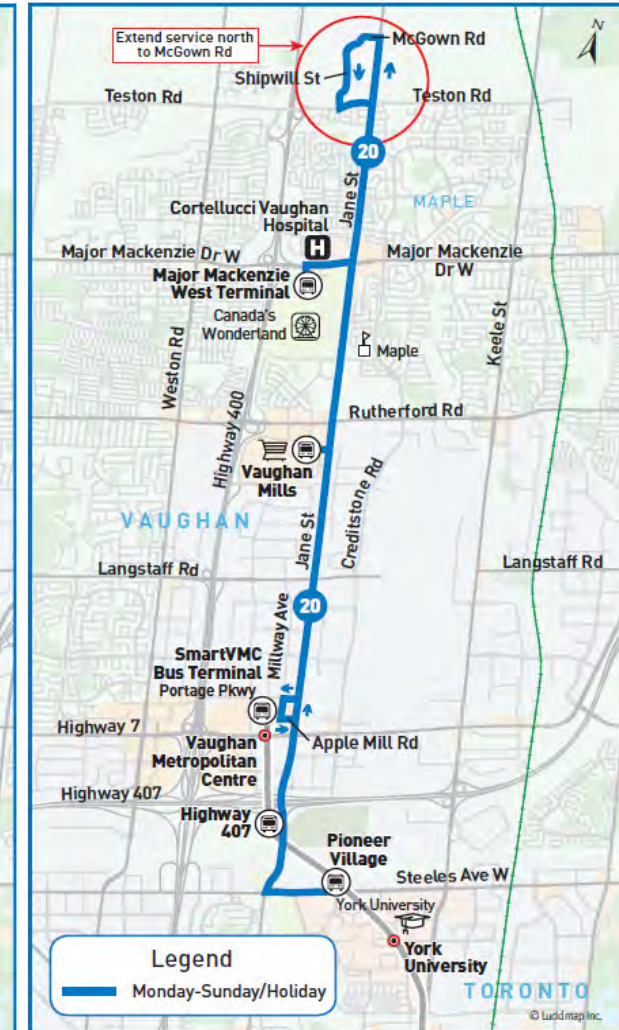 Extend service north
to McGown Rd
McGown Rd
N
Shipwill St
Teston Rd
Teston Rd
20
Jane St
MAPLE
Cortellucci Vaughan
Hospital
H
Major Mackenzie Dr W
Major Mackenzie
Dr W
Major Mackenzie
West Terminal
Canada's
Wonderland
Maple
Keele St
Weston Rd
Highway 400
Rutherford Rd
Vaughan
Mills
Creditstone Rd
VAUGHAN
Jane St
Langstaff Rd
Langstaff Rd
20
Millway Ave
SmartVMC
Bus Terminal
Portage Pkwy
Highway 7
Apple Mill Rd
Vaughan
Metropolitan
Centre
Highway 407
Highway
407
Pioneer
Village
Steeles Ave W
York University
York
University
Legend
Monday-Sunday/Holiday
TORONTO
© Lucidmap Inc.